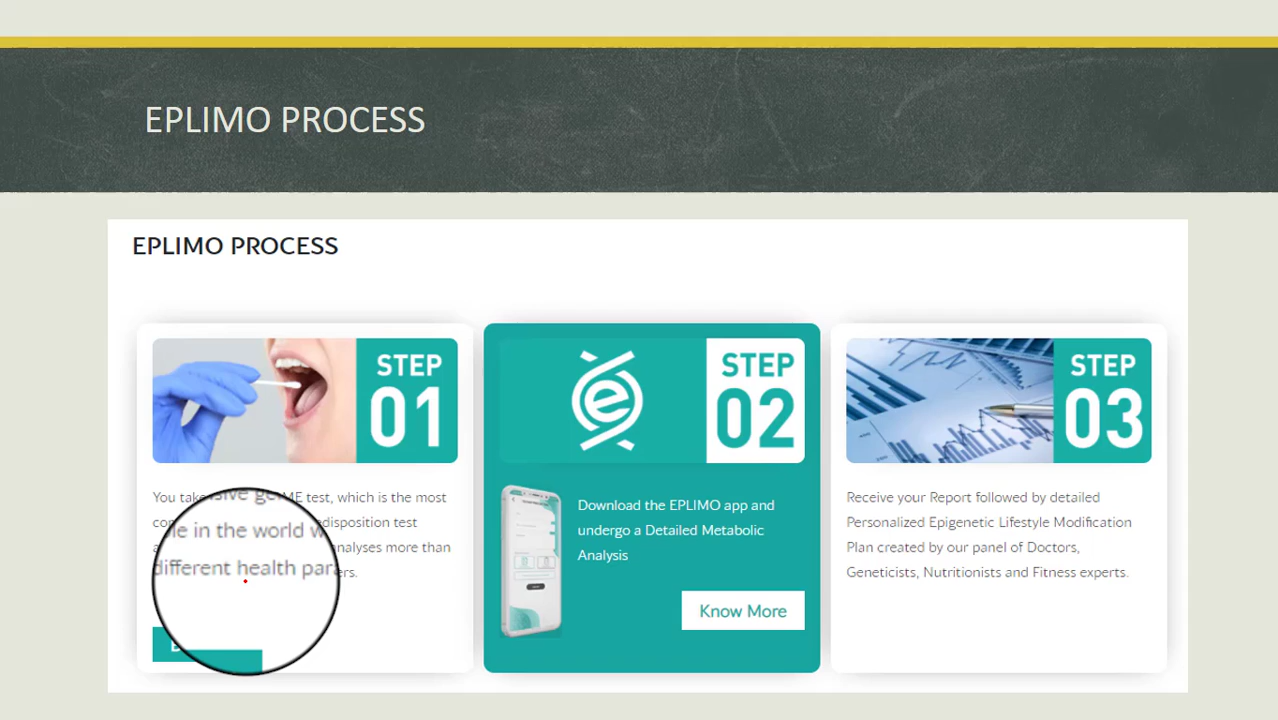 EPLIMO PROCESS
EPLIMO PROCESS
STEP
01
You take
sive
ME test, which is the most
in the world
disposition test
analyses more than
different health
STEP
02
Download the EPLIMO app and
undergo a Detailed Metabolic
Analysis
Know More
STEP
03
Receive your Report followed by detailed
Personalized Epigenetic Lifestyle Modification
Plan created by our panel of Doctors,
Geneticists, Nutritionists and Fitness experts.